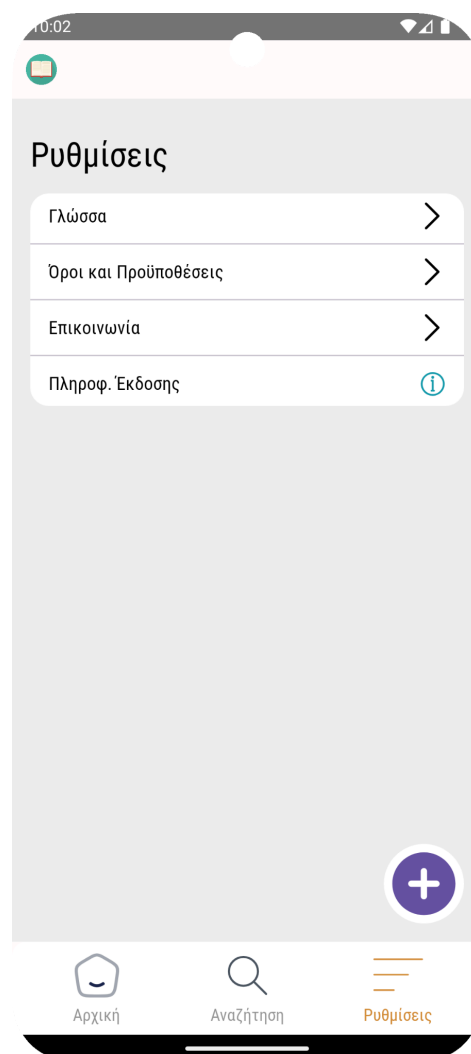 10:02
Ρυθμίσεις
Γλώσσα
Όροι και Προϋποθέσεις
Επικοινωνία
Πληροφ. Έκδοσης
Αρχική
Αναζήτηση
Ρυθμίσεις